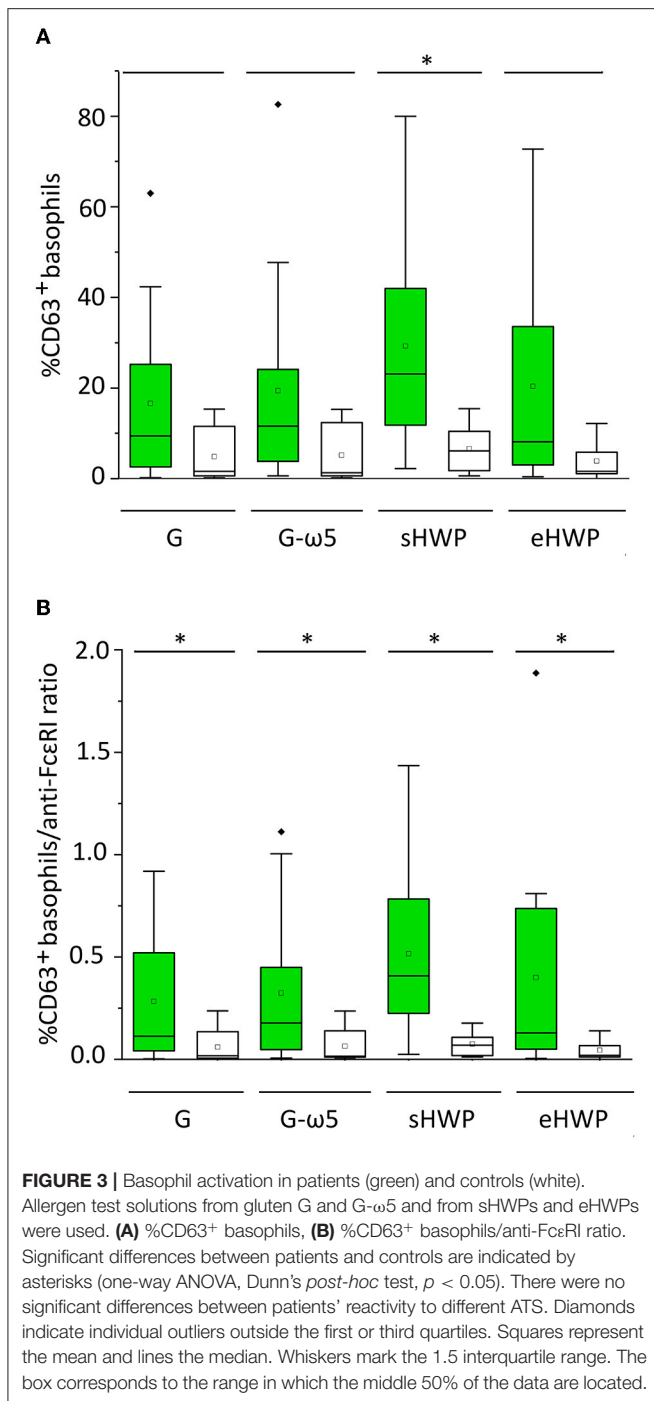 A
*
80
60
40
20
0
%CD63+ basophils
G G-ω5 sHWP eHWP
B
* * * *
2.0
1.5
1.0
0.5
0.0
%CD63+ basophils/anti-FcεRI ratio
G G-ω5 sHWP eHWP
FIGURE 3 | Basophil activation in patients (green) and controls (white).
Allergen test solutions from gluten G and G-ω5 and from sHWPs and eHWPs
were used. (A) %CD63+ basophils, (B) %CD63+ basophils/anti-FcεRI ratio.
Significant differences between patients and controls are indicated by
asterisks (one-way ANOVA, Dunn's post-hoc test, p < 0.05). There were no
significant differences between patients' reactivity to different ATS. Diamonds
indicate individual outliers outside the first or third quartiles. Squares represent
the mean and lines the median. Whiskers mark the 1.5 interquartile range. The
box corresponds to the range in which the middle 50% of the data are located.